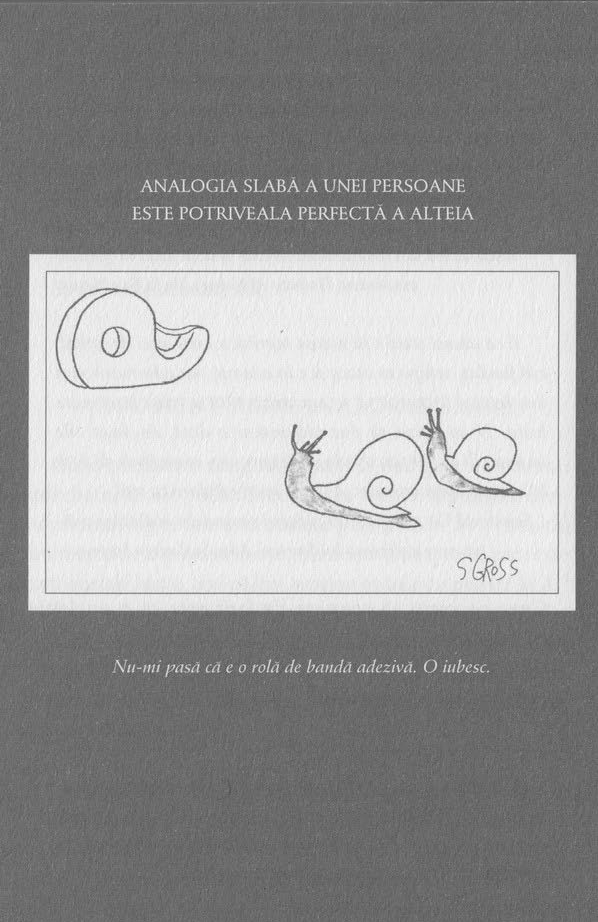 ANALOGIA SLABĂ A UNEI PERSOANE
ESTE POTRIVEALA PERFECTĂ A ALTEIA
S GROSS
Nu-mi pasă că e o rolă de bandă adezivă. O iubesc.